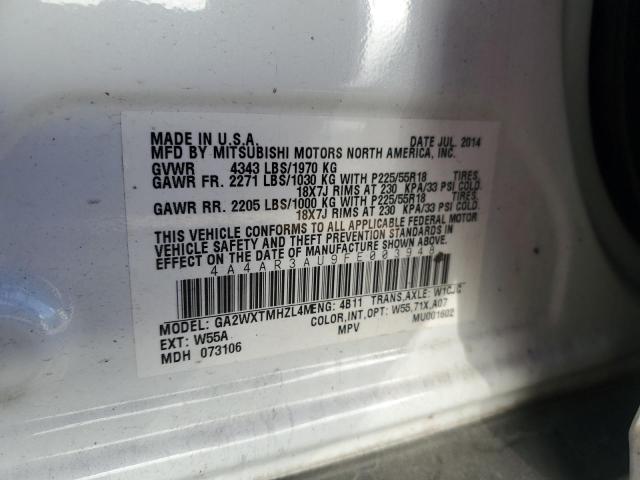 MADE IN U.S.A. DATE JUL. 2014
MFD BY MITSUBISHI MOTORS NORTH AMERICA, INC.
GVWR 4343 LBS/1970 KG
GAWR FR. 2271 LBS/1030 KG WITH P225/55R18 TIRES,
18X7J RIMS AT 230 KPA/33 PSI COLD.
GAWR RR. 2205 LBS/1000 KG WITH P225/55R18 TIRES,
18X7J RIMS AT 230 KPA/33 PSI COLD.
THIS VEHICLE CONFORMS TO ALL APPLICABLE FEDERAL MOTOR
VEHICLE SAFETY AND THEFT PREVENTION STANDARDS IN
EFFECT ON THE DATE OF MANUFACTURE SHOWN ABOVE.
4A4AR3AU9FE003948
MODEL: GA2WXTMHZL4M ENG: 4B11 TRANS,AXLE: W1CJC
EXT: W55A COLOR,INT,OPT: W55,71X,A07
MDH 073106 MPV MU001602